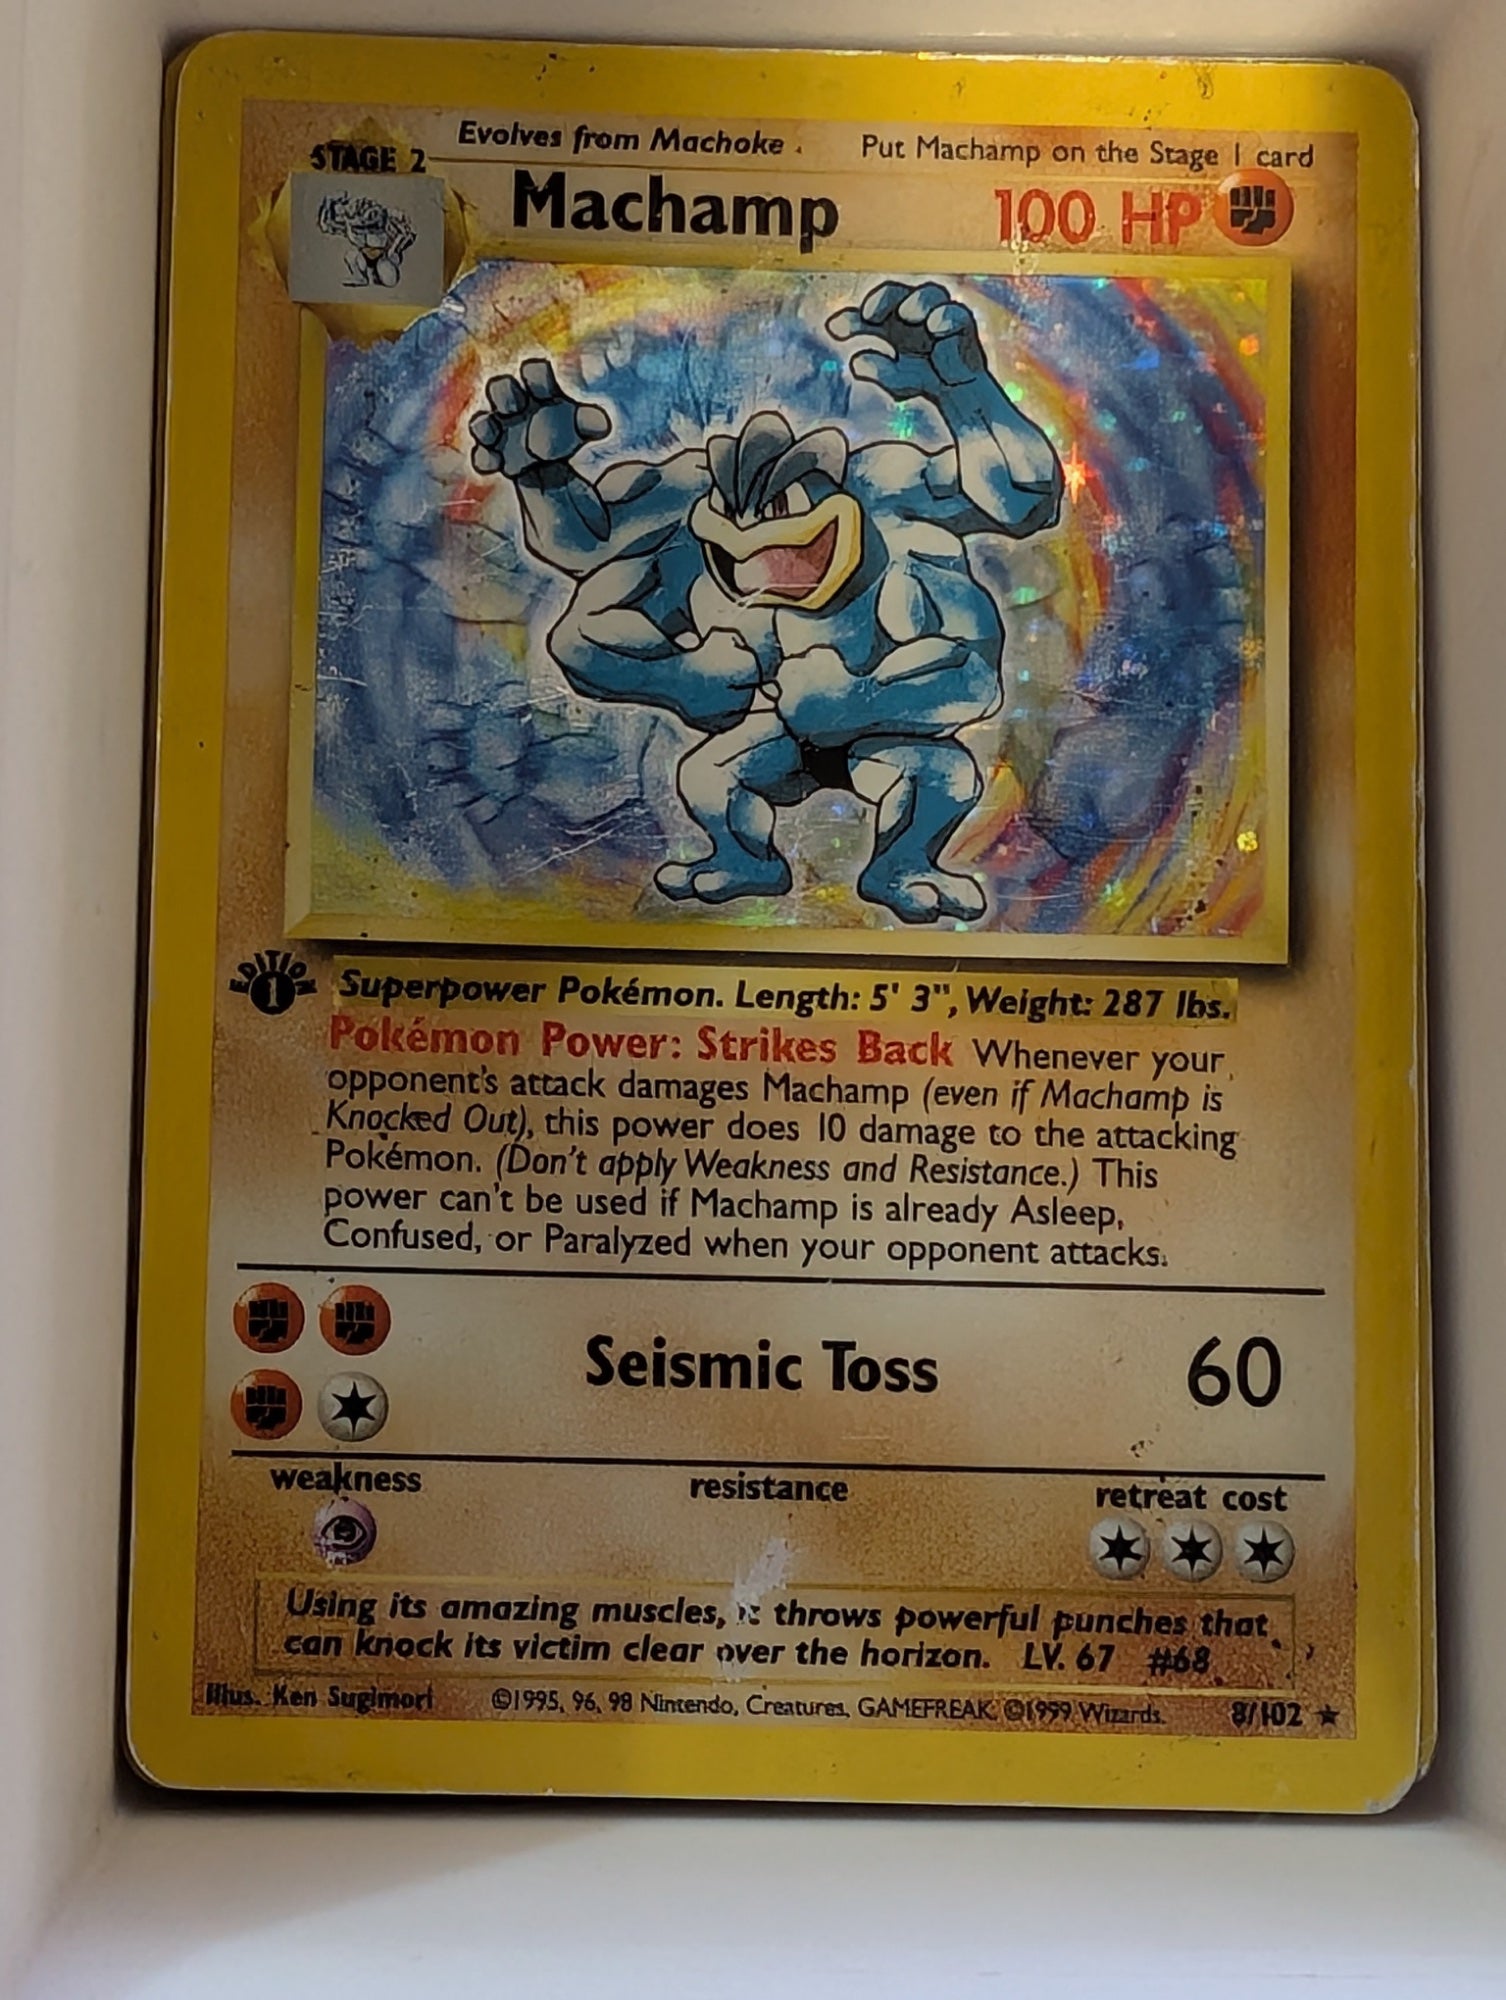 Evolves from Machoke Put Machamp on the Stage 1 card
STAGE 2
Machamp 100 HP
EDITION
1
Superpower Pokémon. Length: 5' 3", Weight: 287 lbs.
Pokémon Power: Strikes Back Whenever your
opponent's attack damages Machamp (even if Machamp is
Knocked Out), this power does 10 damage to the attacking
Pokémon. (Don't apply Weakness and Resistance.) This
power can't be used if Machamp is already Asleep,
Confused, or Paralyzed when your opponent attacks.
Seismic Toss 60
weakness resistance retreat cost
Using its amazing muscles, it throws powerful punches that
can knock its victim clear over the horizon. LV. 67 #68
Illus. Ken Sugimori ©1995, 96, 98 Nintendo, Creatures, GAMEFREAK. ©1999 Wizards. 8/102 ★